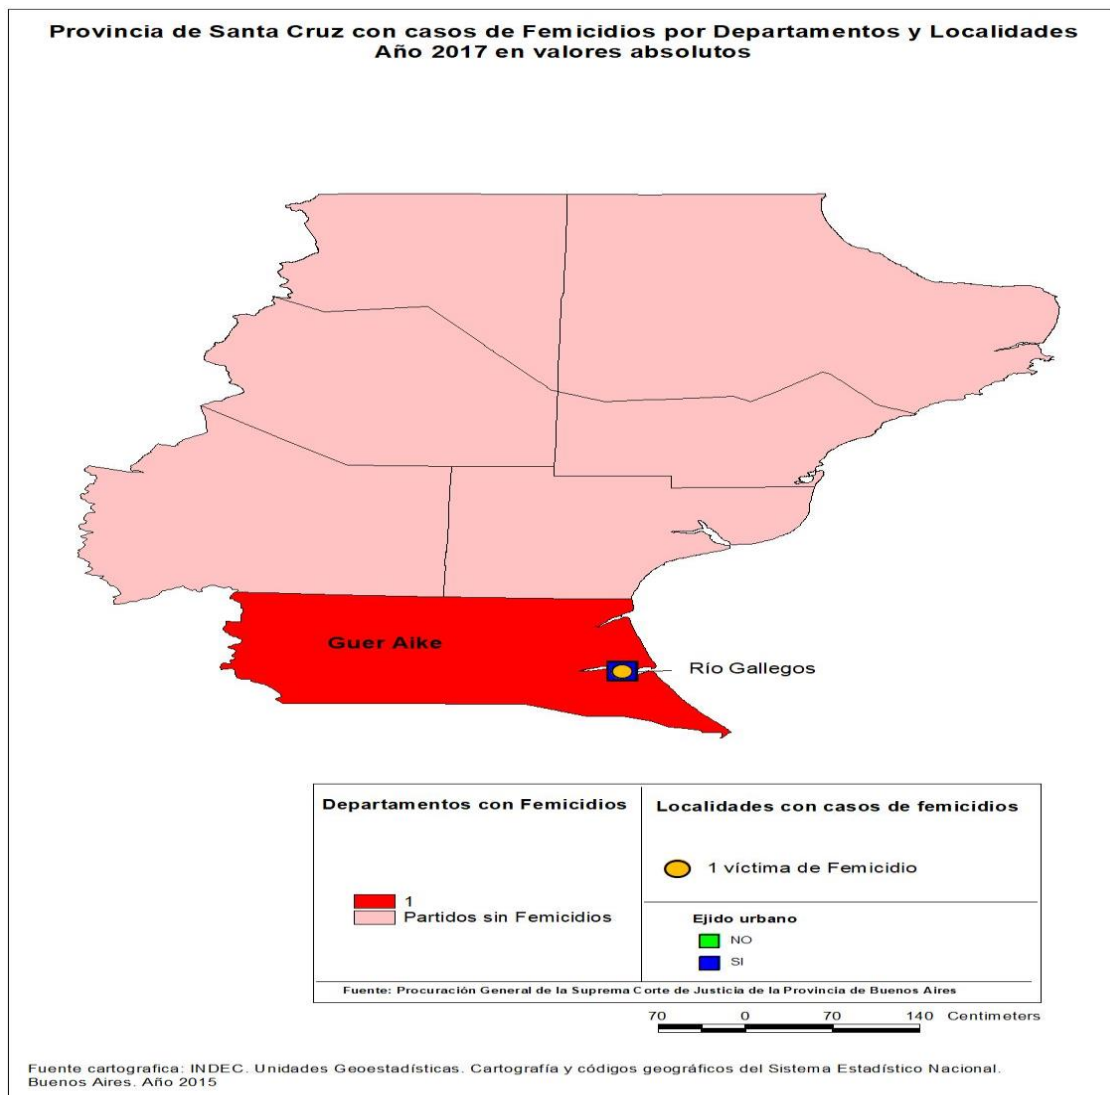 Provincia de Santa Cruz con casos de Femicidios por Departamentos y Localidades
Año 2017 en valores absolutos
Guer Aike
Río Gallegos
Departamentos con Femicidios
1
Partidos sin Femicidios
Localidades con casos de femicidios
1 víctima de Femicidio
Ejido urbano
NO
SI
Fuente: Procuración General de la Suprema Corte de Justicia de la Provincia de Buenos Aires
70 0 70 140 Centimeters
Fuente cartografica: INDEC. Unidades Geoestadísticas. Cartografía y códigos geográficos del Sistema Estadístico Nacional.
Buenos Aires. Año 2015